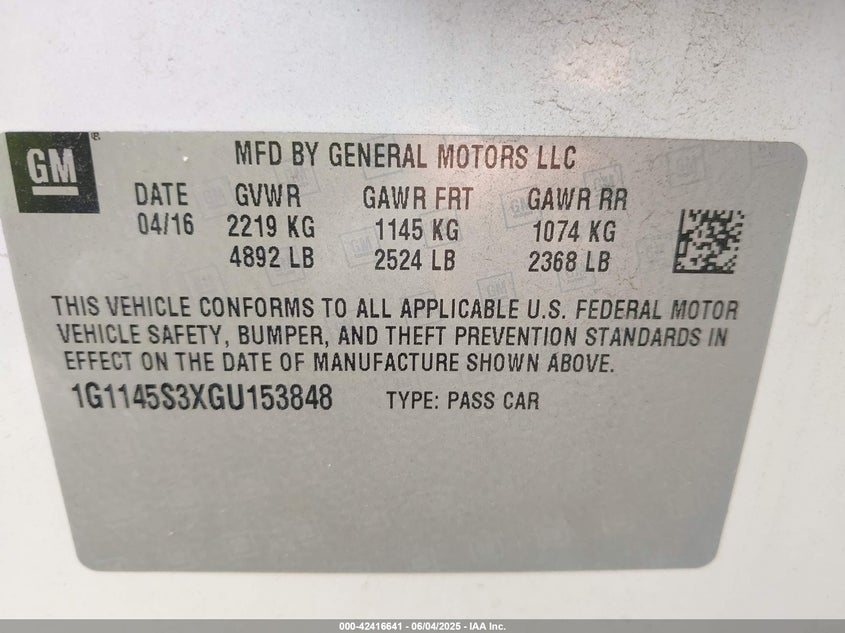 GM
MFD BY GENERAL MOTORS LLC
DATE GVWR GAWR FRT GAWR RR
04/16 2219 KG 1145 KG 1074 KG
4892 LB 2524 LB 2368 LB
THIS VEHICLE CONFORMS TO ALL APPLICABLE U.S. FEDERAL MOTOR
VEHICLE SAFETY, BUMPER, AND THEFT PREVENTION STANDARDS IN
EFFECT ON THE DATE OF MANUFACTURE SHOWN ABOVE.
1G1145S3XGU153848 TYPE: PASS CAR
000-42416641 - 06/04/2025 - IAA Inc.